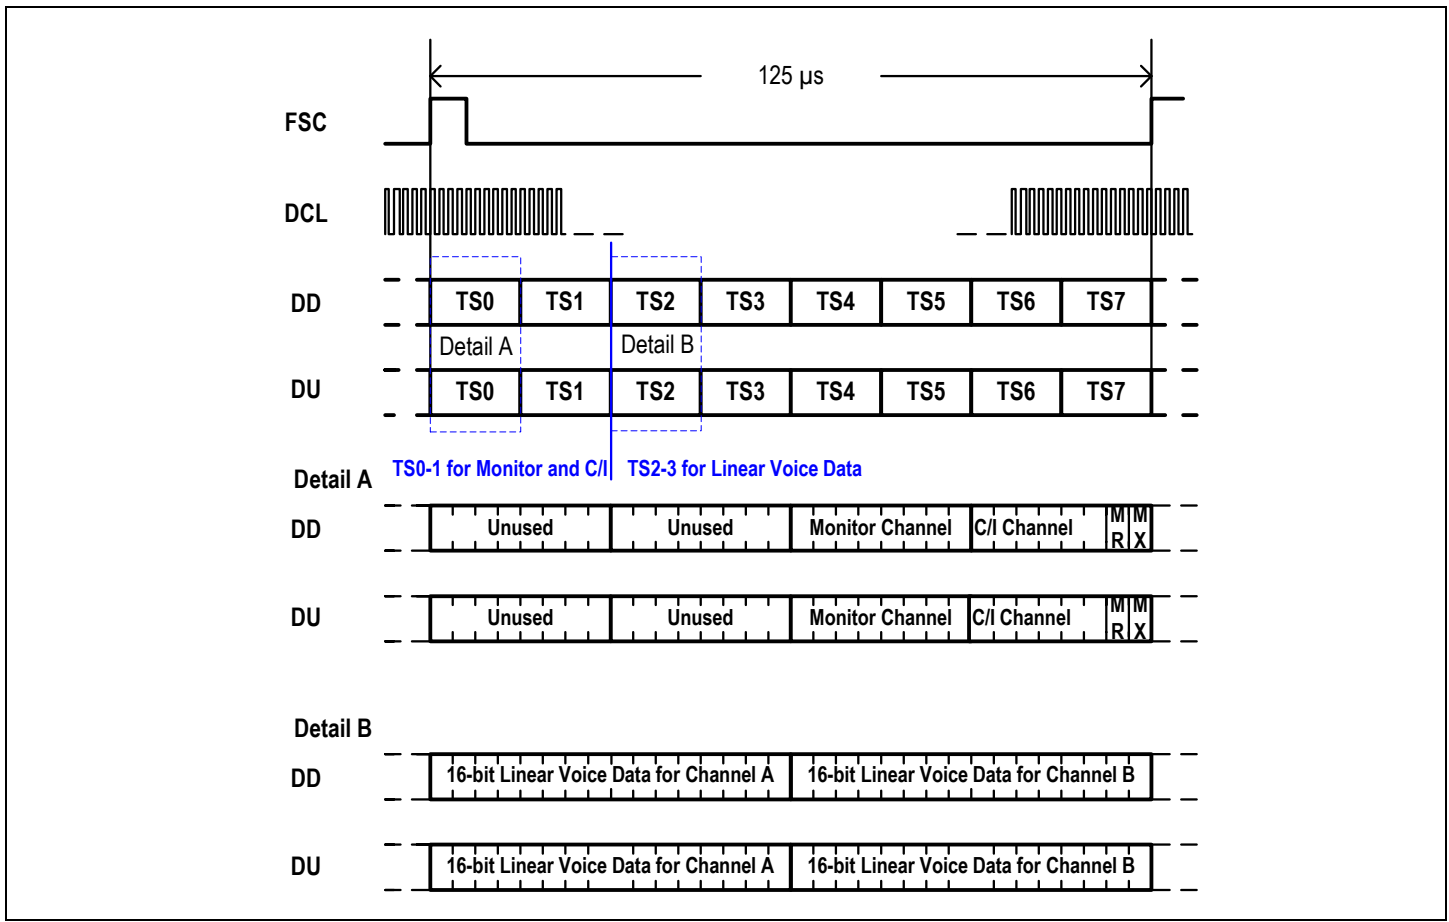 125 µs
FSC
DCL
DD TS0 TS1 TS2 TS3 TS4 TS5 TS6 TS7
Detail A Detail B
DU TS0 TS1 TS2 TS3 TS4 TS5 TS6 TS7
TS0-1 for Monitor and C/I TS2-3 for Linear Voice Data
Detail A
DD Unused Unused Monitor Channel C/I Channel MR MX
DU Unused Unused Monitor Channel C/I Channel MR MX
Detail B
DD 16-bit Linear Voice Data for Channel A 16-bit Linear Voice Data for Channel B
DU 16-bit Linear Voice Data for Channel A 16-bit Linear Voice Data for Channel B